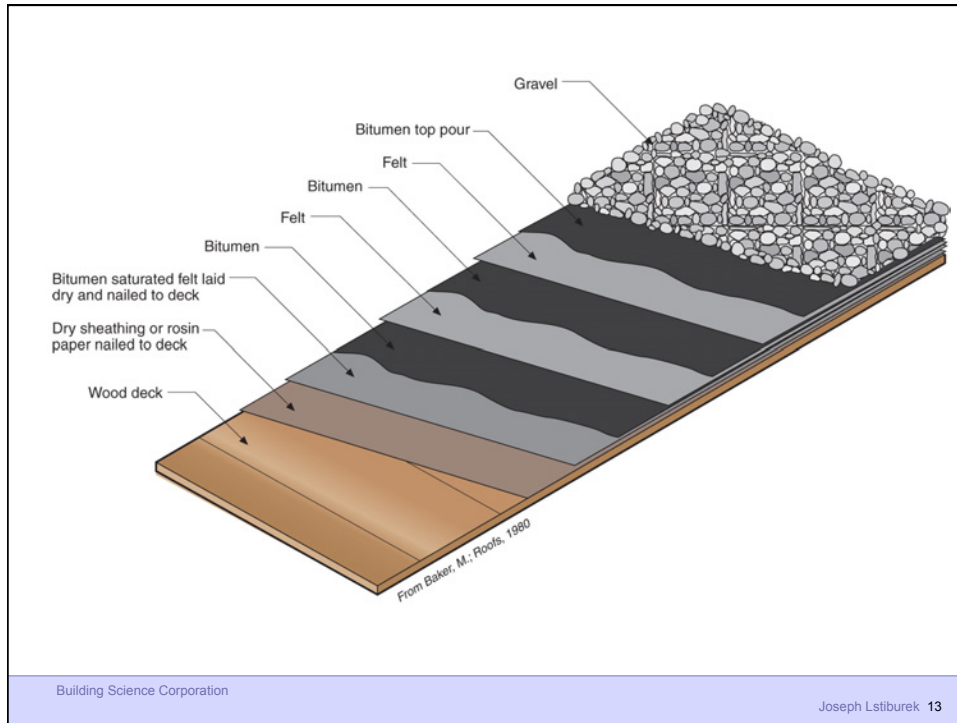 Gravel
Bitumen top pour
Felt
Bitumen
Felt
Bitumen
Bitumen saturated felt laid
dry and nailed to deck
Dry sheathing or rosin
paper nailed to deck
Wood deck
From Baker, M.; Roofs, 1980
Building Science Corporation
Joseph Lstiburek 13